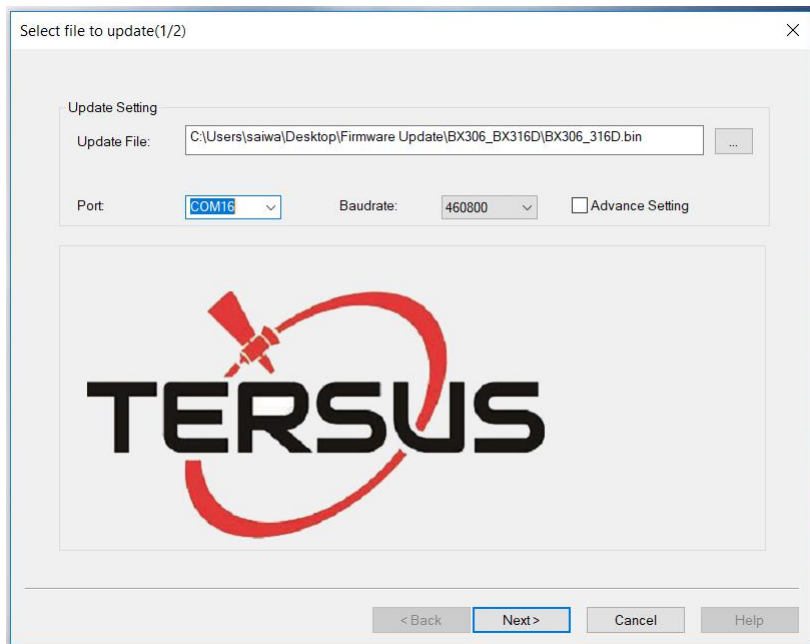 Select file to update(1/2)
Update Setting
Update File: C:\Users\saiwa\Desktop\Firmware Update\BX306_BX316D\BX306_316D.bin ...
Port: COM16 Baudrate: 460800 Advance Setting
TERSUS
< Back Next > Cancel Help